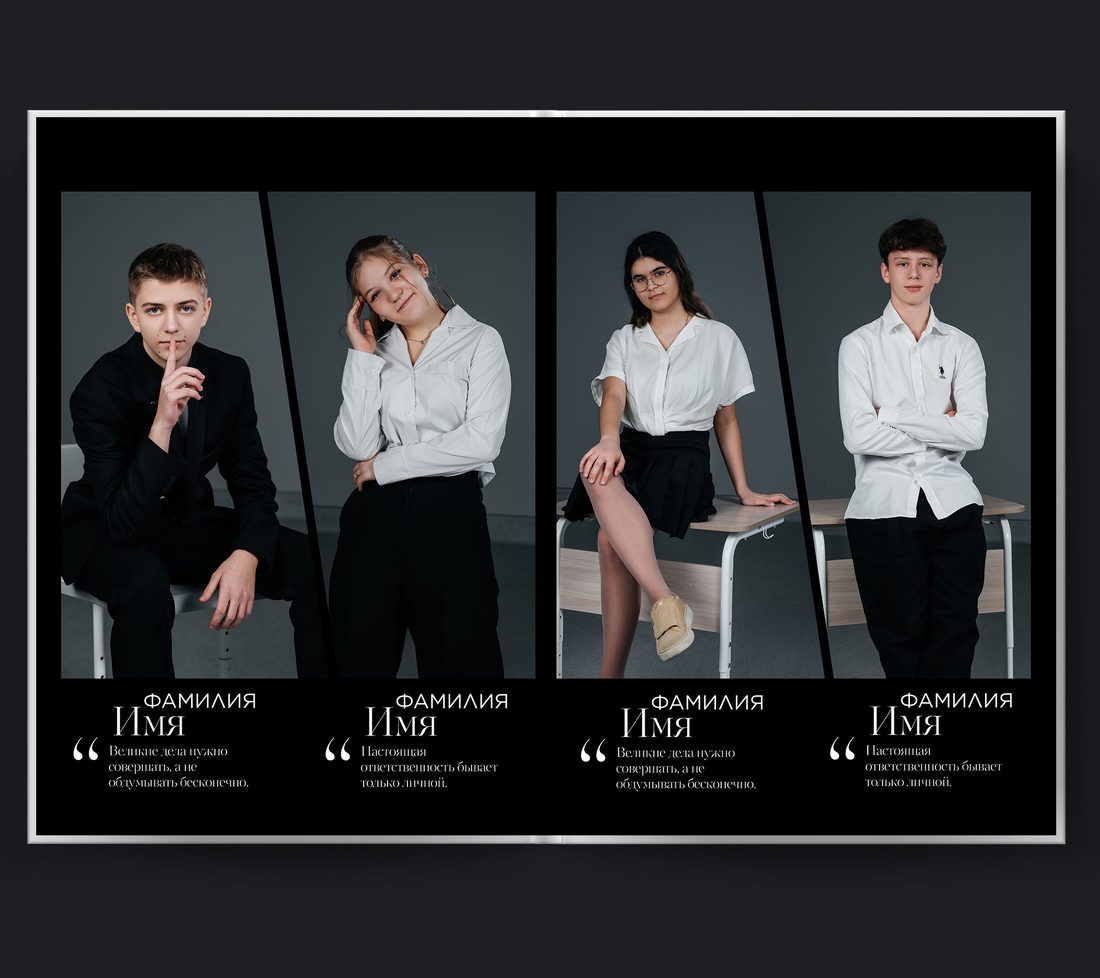 ФАМИЛИЯ
Имя
“ Великие дела нужно
совершать, а не
обдумывать бесконечно.
ФАМИЛИЯ
Имя
“ Настоящая
ответственность бывает
только личной.
ФАМИЛИЯ
Имя
“ Великие дела нужно
совершать, а не
обдумывать бесконечно.
ФАМИЛИЯ
Имя
“ Настоящая
ответственность бывает
только личной.